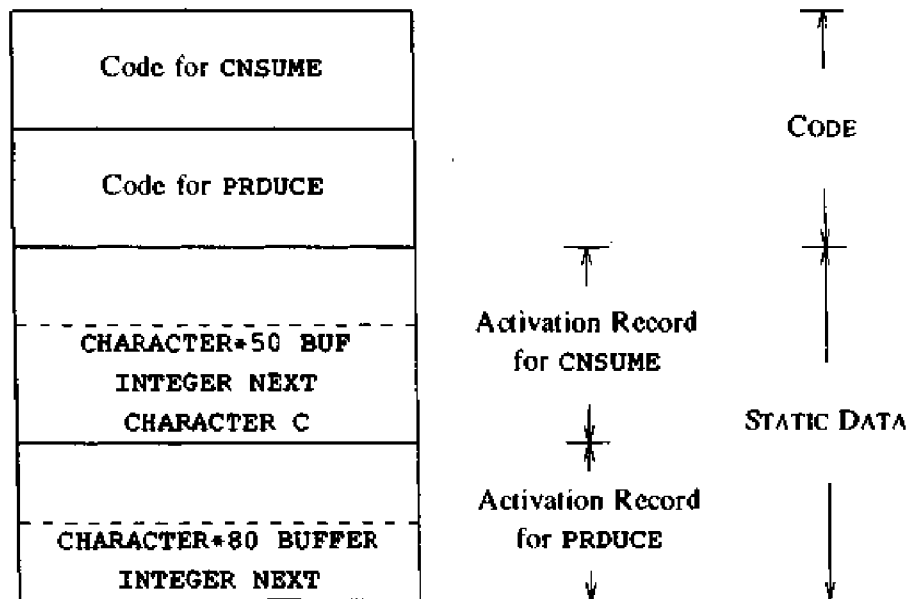 Code for CNSUME
CODE
Code for PRDUCE
CHARACTER*50 BUF
INTEGER NEXT
CHARACTER C
Activation Record
for CNSUME
STATIC DATA
CHARACTER*80 BUFFER
INTEGER NEXT
Activation Record
for PRDUCE